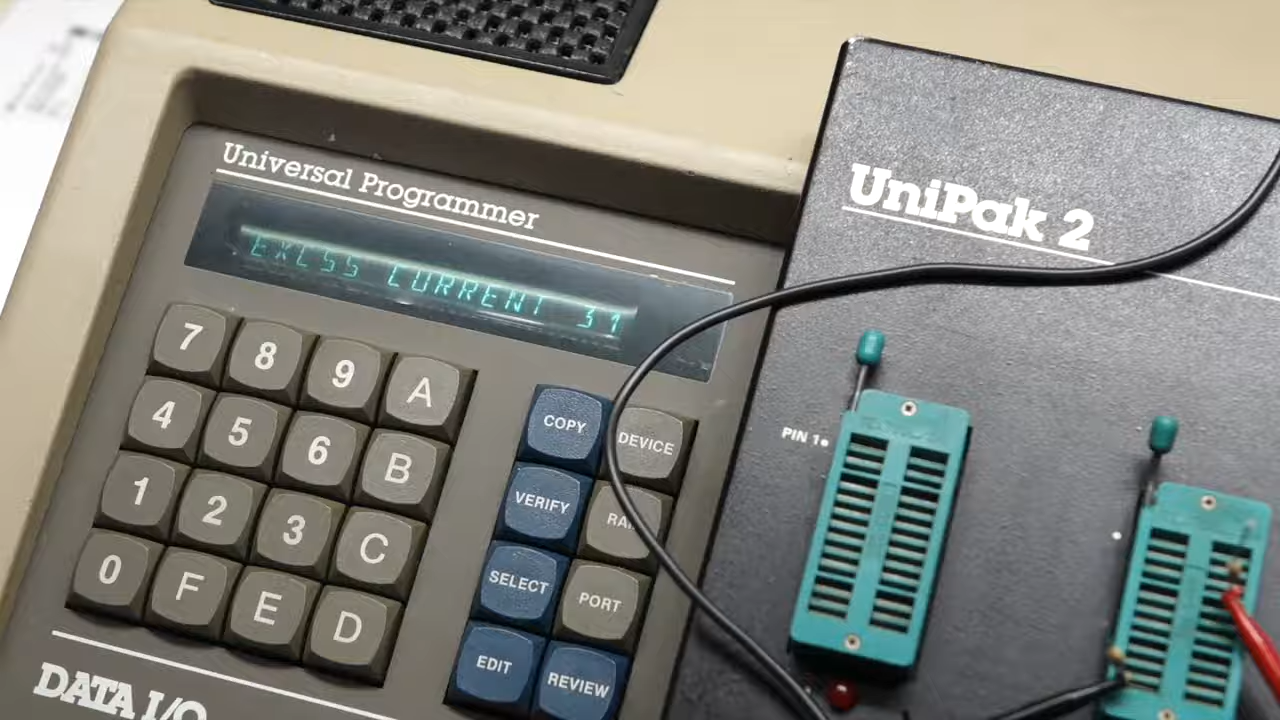 Universal Programmer
EXCSS CURRENT 31
UniPak 2
7 8 9 A
4 5 6 B
1 2 3 C
0 F E D
COPY DEVICE
VERIFY
SELECT PORT
EDIT
REVIEW
PIN 1
DATA I/O